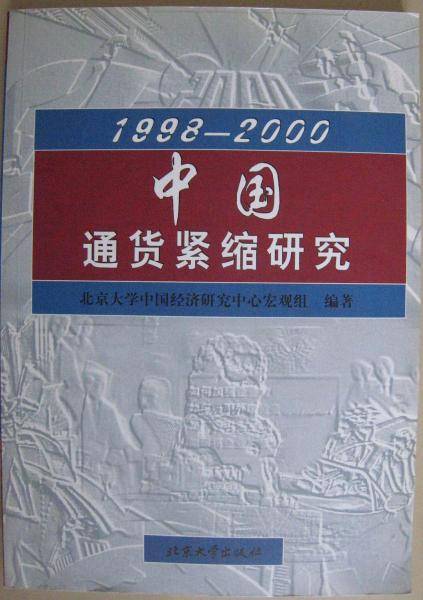 1998—2000
中国
通货紧缩研究
北京大学中国经济研究中心宏观组 编著
北京大学出版社